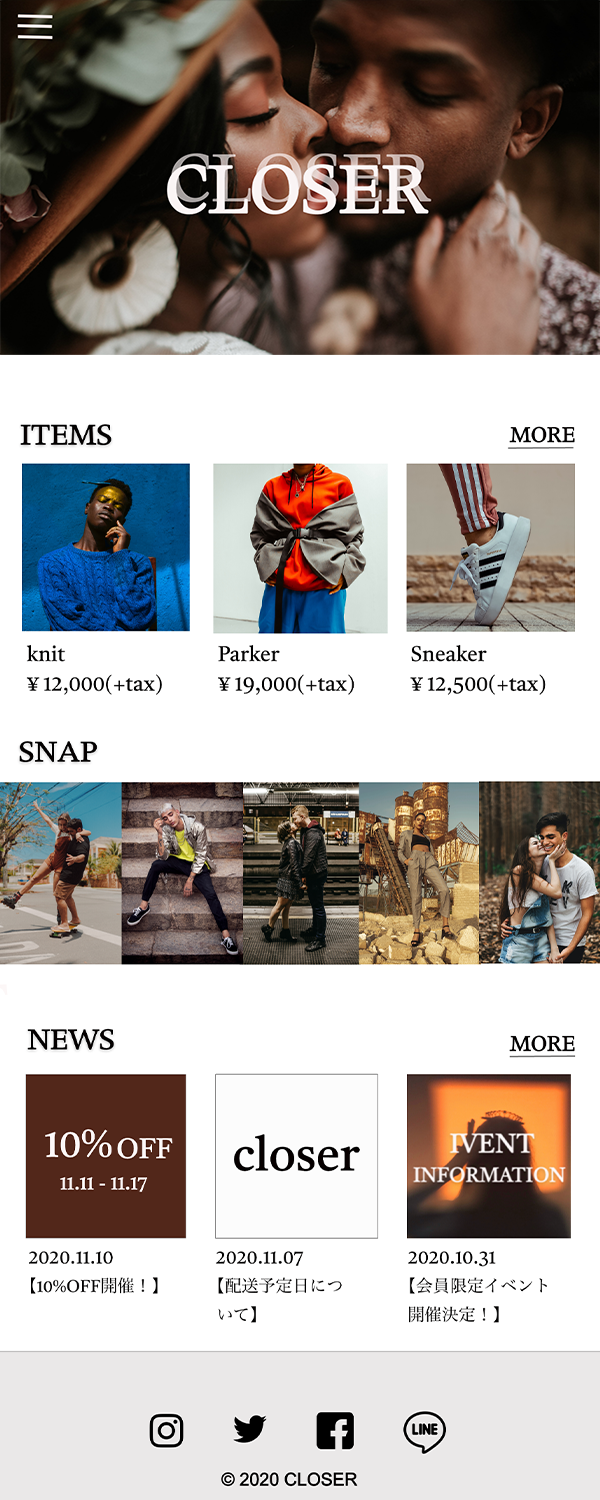 CLOSER
ITEMS
MORE
knit
¥ 12,000(+tax)
Parker
¥ 19,000(+tax)
Sneaker
¥ 12,500(+tax)
SNAP
NEWS
MORE
10% OFF
11.11 - 11.17
closer
IVENT
INFORMATION
2020.11.10
【10%OFF開催！】
2020.11.07
【配送予定日につ
いて】
2020.10.31
【会員限定イベント
開催決定！】
LINE
© 2020 CLOSER